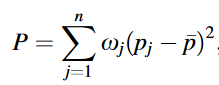 P = \sum_{j=1}^{n} \omega_j (p_j - \bar{p})^2,